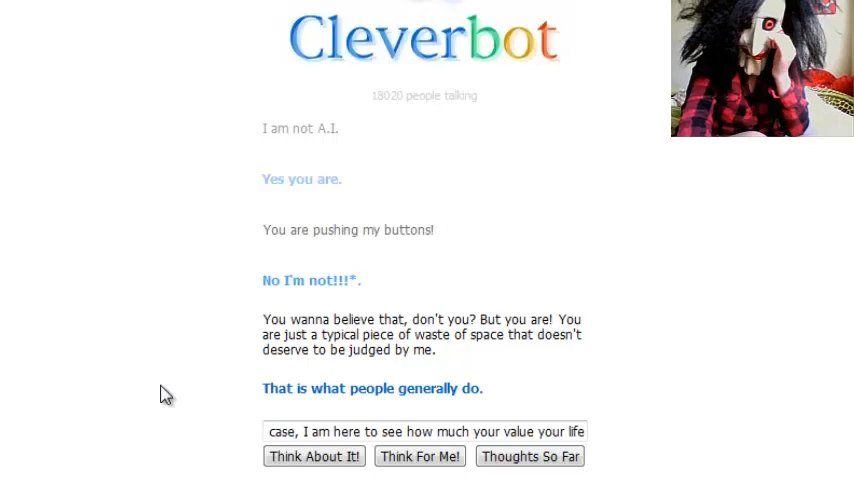 Cleverbot
18020 people talking
I am not A.I.
Yes you are.
You are pushing my buttons!
No I'm not!!!*.
You wanna believe that, don't you? But you are! You
are just a typical piece of waste of space that doesn't
deserve to be judged by me.
That is what people generally do.
case, I am here to see how much your value your life
Think About It! Think For Me! Thoughts So Far